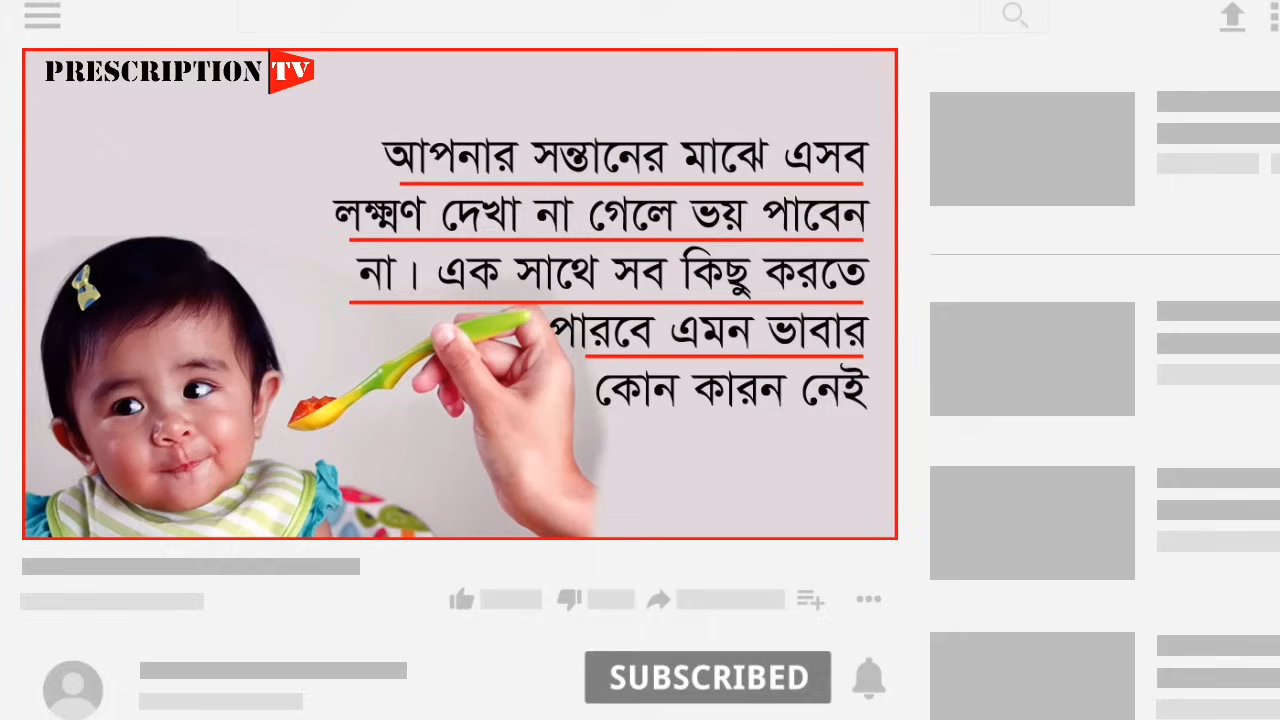 PRESCRIPTION TV
আপনার সন্তানের মাঝে এসব
লক্ষ্মণ দেখা না গেলে ভয় পাবেন
না। এক সাথে সব কিছু করতে
পারবে এমন ভাবার
কোন কারন নেই
SUBSCRIBED